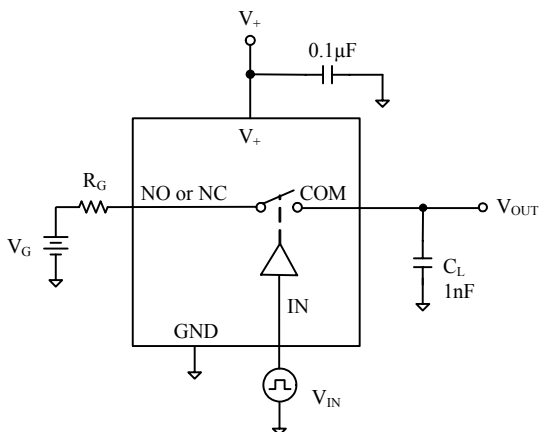 V+
0.1µF
V+
RG
NO or NC
COM
VOUT
VG
CL
1nF
IN
GND
VIN